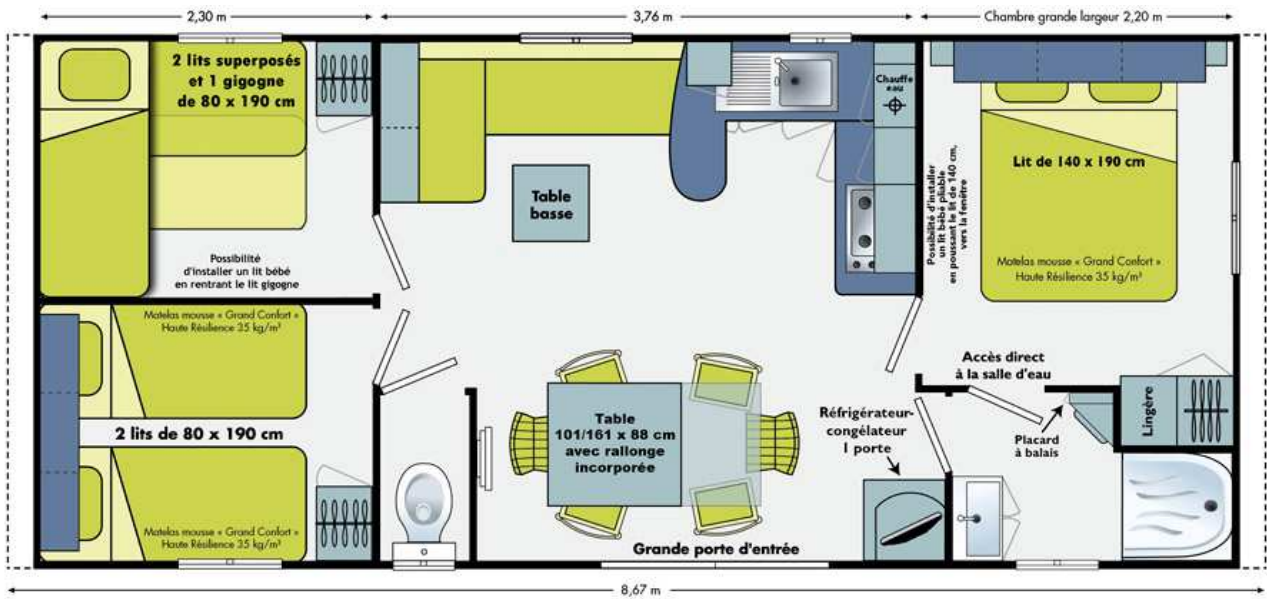 2,30 m
3,76 m
Chambre grande largeur 2,20 m
2 lits superposés
et 1 gigogne
de 80 x 190 cm
Possibilité
d'installer un lit bébé
en rentrant le lit gigogne
Matelas mousse « Grand Confort »
Haute Résilience 35 kg/m³
2 lits de 80 x 190 cm
Matelas mousse « Grand Confort »
Haute Résilience 35 kg/m³
Table
basse
Chauffe
eau
Possibilité d'installer
un lit bébé pliable
en poussant le lit de 140 cm,
vers la fenêtre
Lit de 140 x 190 cm
Matelas mousse « Grand Confort »
Haute Résilience 35 kg/m³
Accès direct
à la salle d'eau
Table
101/161 x 88 cm
avec rallonge
incorporée
Réfrigérateur-
congélateur
1 porte
Placard
à balais
Lingère
Grande porte d'entrée
8,67 m